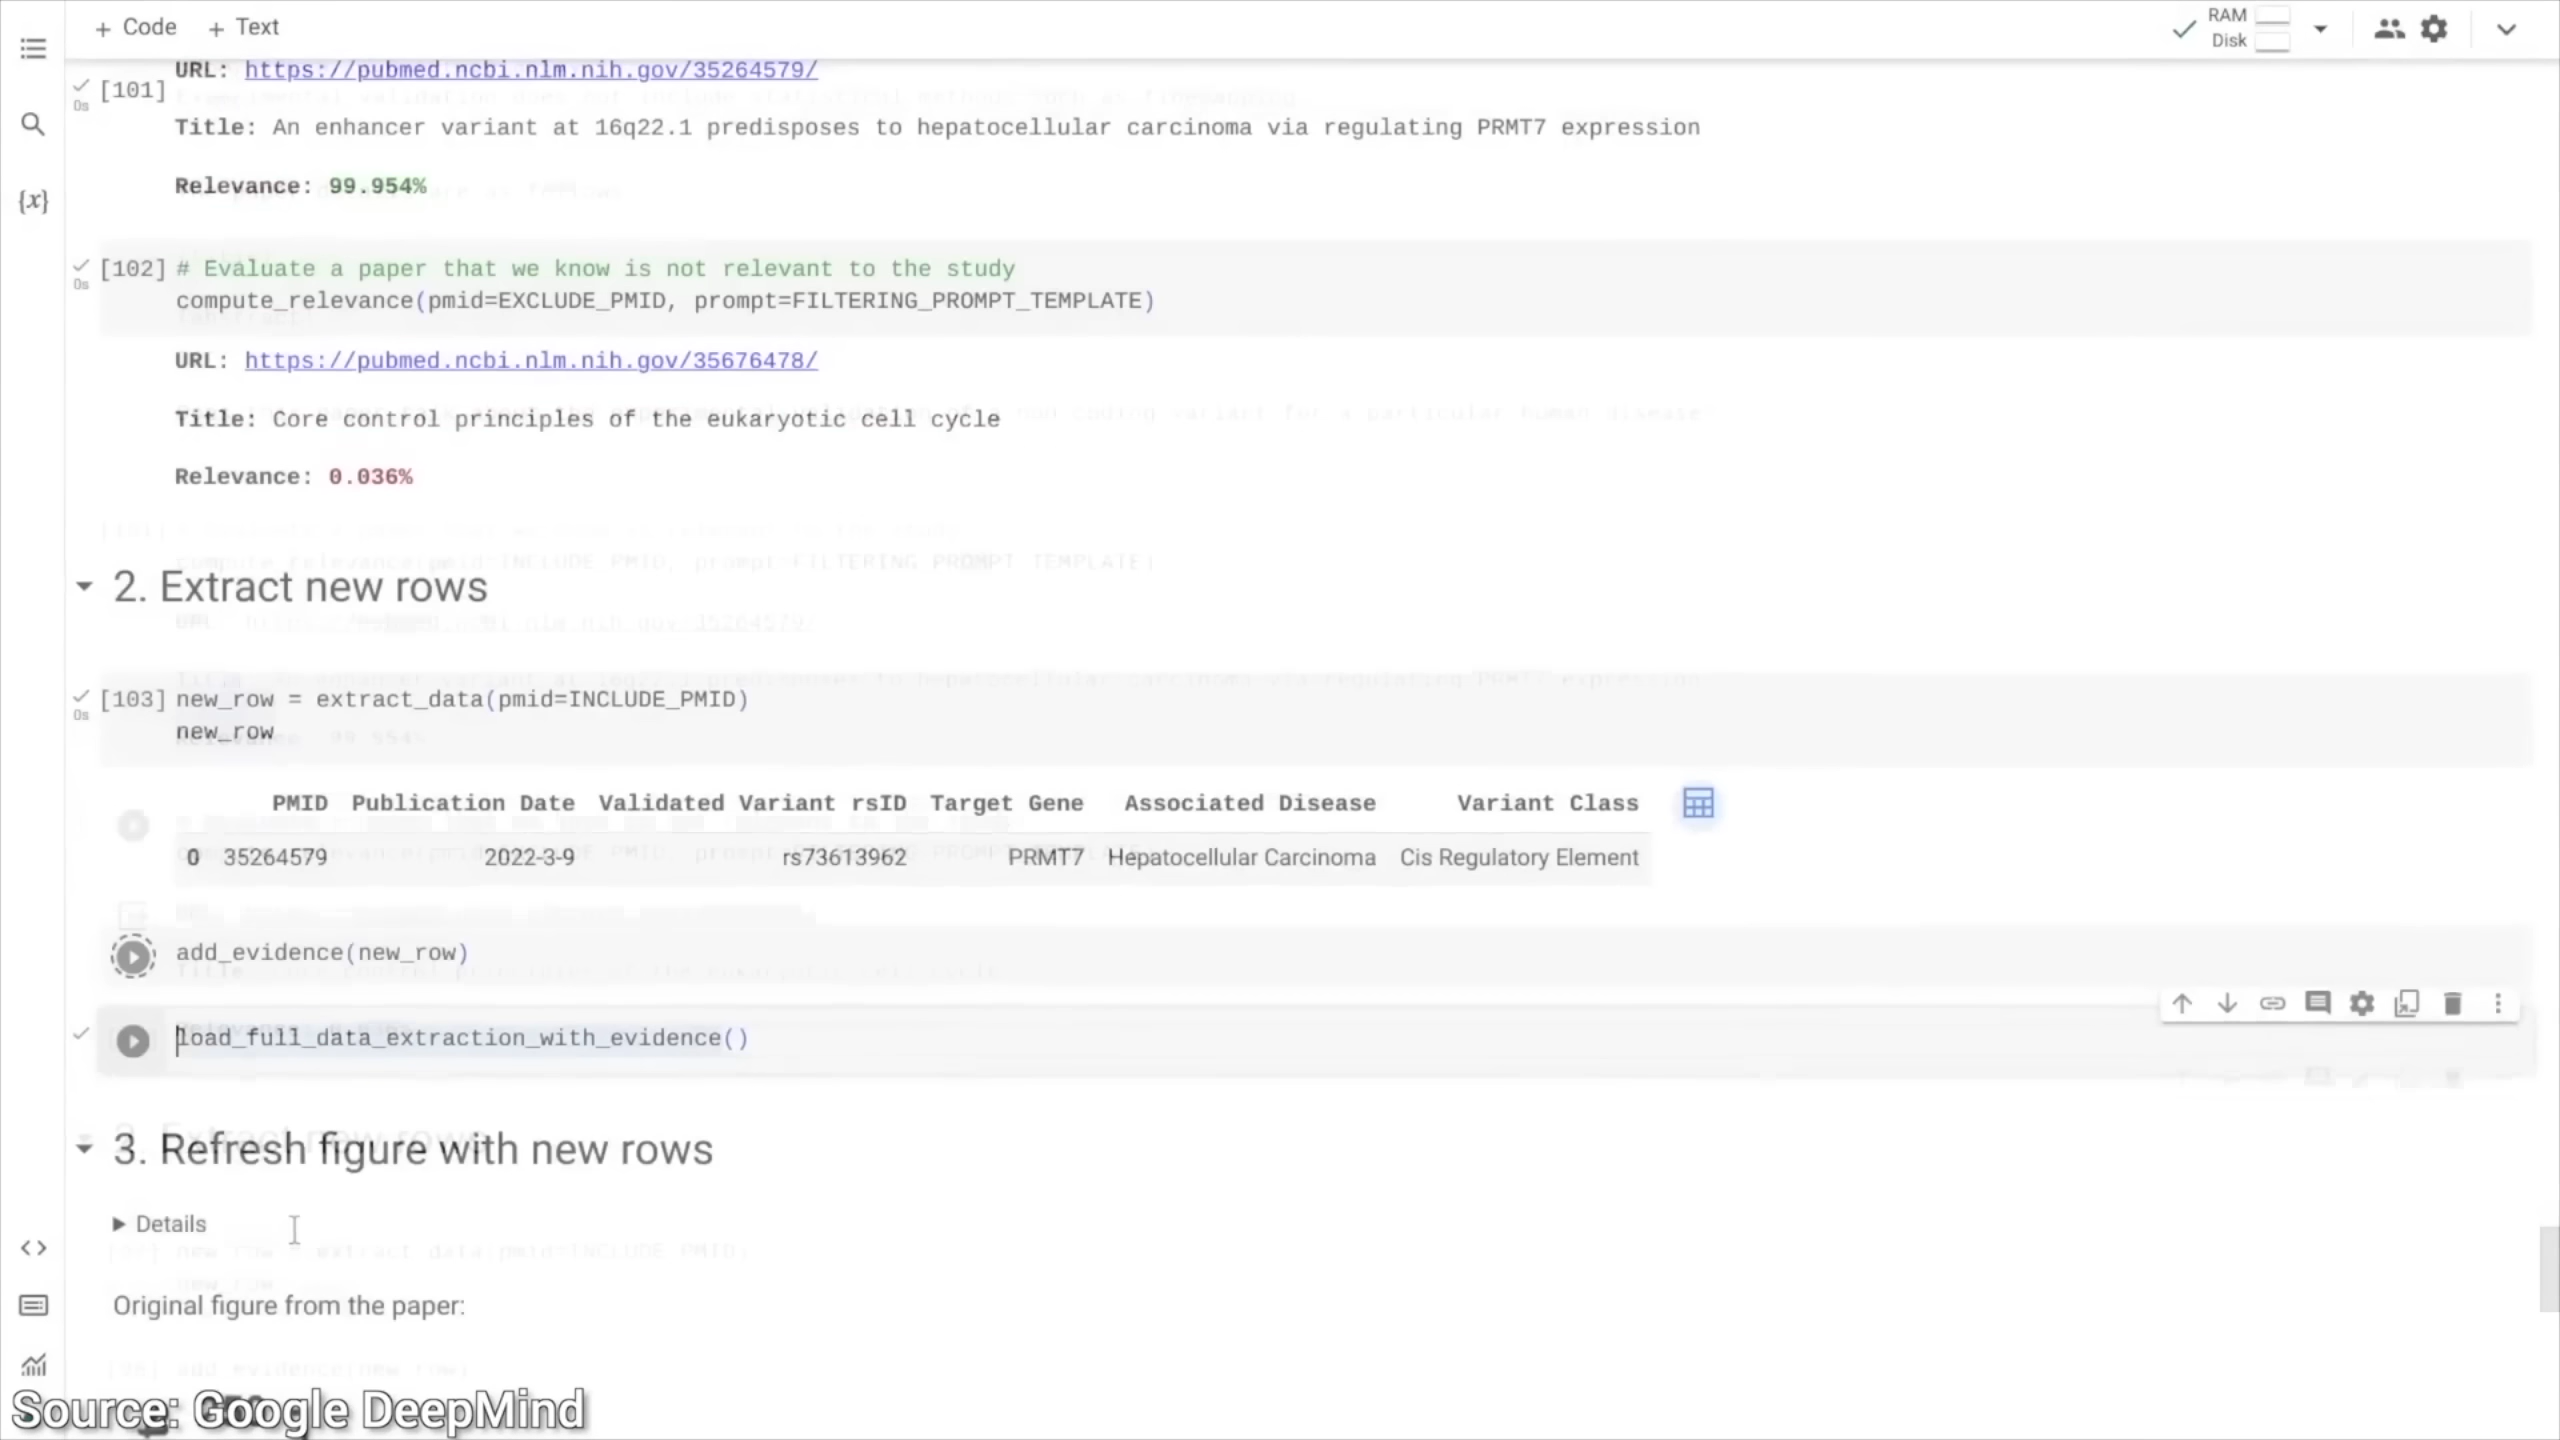 + Code + Text
RAM
Disk
URL: https://pubmed.ncbi.nlm.nih.gov/35264579/
[101]
0s
Title: An enhancer variant at 16q22.1 predisposes to hepatocellular carcinoma via regulating PRMT7 expression
Relevance: 99.954%
{x}
[102] # Evaluate a paper that we know is not relevant to the study
0s
compute_relevance(pmid=EXCLUDE_PMID, prompt=FILTERING_PROMPT_TEMPLATE)
URL: https://pubmed.ncbi.nlm.nih.gov/35676478/
Title: Core control principles of the eukaryotic cell cycle
Relevance: 0.036%
2. Extract new rows
[103] new_row = extract_data(pmid=INCLUDE_PMID)
0s
new_row
PMID Publication Date Validated Variant rsID Target Gene Associated Disease Variant Class
0 35264579 2022-3-9 rs73613962 PRMT7 Hepatocellular Carcinoma Cis Regulatory Element
add_evidence(new_row)
load_full_data_extraction_with_evidence()
3. Refresh figure with new rows
Details
Original figure from the paper:
Source: Google DeepMind